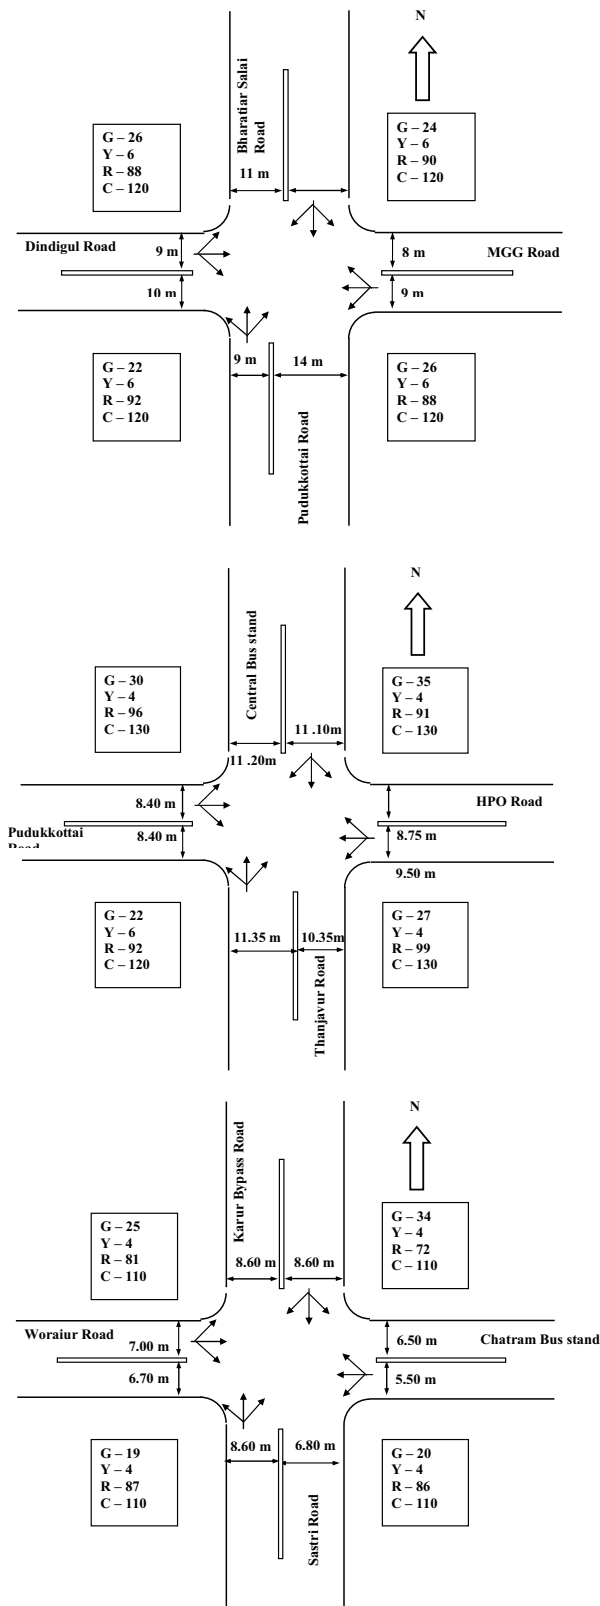 N
Bharatiar Salai
Road
G – 26
Y – 6
R – 88
C – 120
G – 24
Y – 6
R – 90
C – 120
11 m
Dindigul Road
9 m
8 m
MGG Road
10 m
9 m
9 m
14 m
G – 22
Y – 6
R – 92
C – 120
G – 26
Y – 6
R – 88
C – 120
Pudukkottai Road
N
Central Bus stand
G – 30
Y – 4
R – 96
C – 130
G – 35
Y – 4
R – 91
C – 130
11 .10m
11 .20m
8.40 m
HPO Road
Pudukkottai
Road
8.40 m
8.75 m
9.50 m
G – 22
Y – 6
R – 92
C – 120
G – 27
Y – 4
R – 99
C – 130
11.35 m
10.35m
Thanjavur Road
N
Karur Bypass Road
G – 25
Y – 4
R – 81
C – 110
G – 34
Y – 4
R – 72
C – 110
8.60 m
8.60 m
Woraiur Road
7.00 m
6.50 m
Chatram Bus stand
6.70 m
5.50 m
8.60 m
6.80 m
G – 19
Y – 4
R – 87
C – 110
G – 20
Y – 4
R – 86
C – 110
Sastri Road